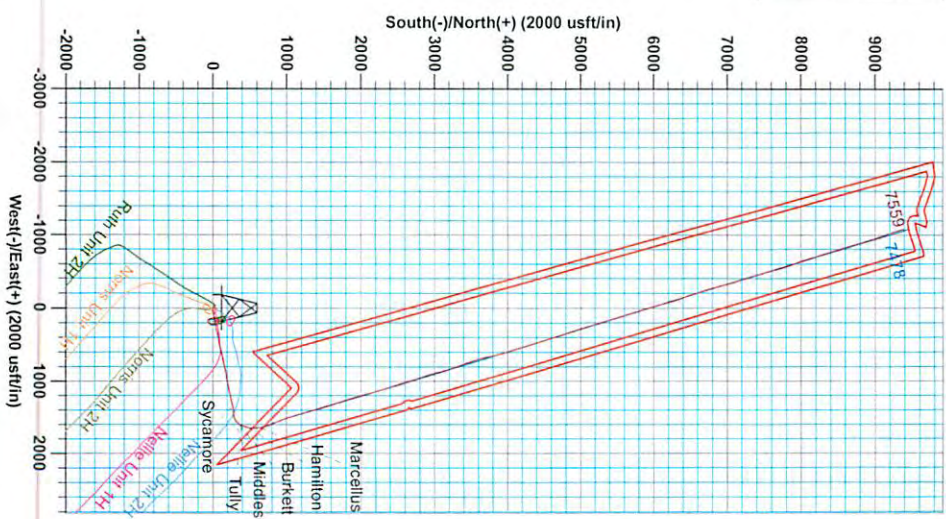 South(-)/North(+) (2000 usft/in)
-2000
-1000
0
1000
2000
3000
4000
5000
6000
7000
8000
9000
-3000
-2000
-1000
0
1000
2000
West(-)/East(+) (2000 usft/in)
7559
7478
Ruth Unit 2H
Norris Unit 1H
Norris Unit 2H
Nellie Unit 1H
Nellie Unit 2H
Sycamore
Tully
Middles
Burkett
Hamilton
Marcellus